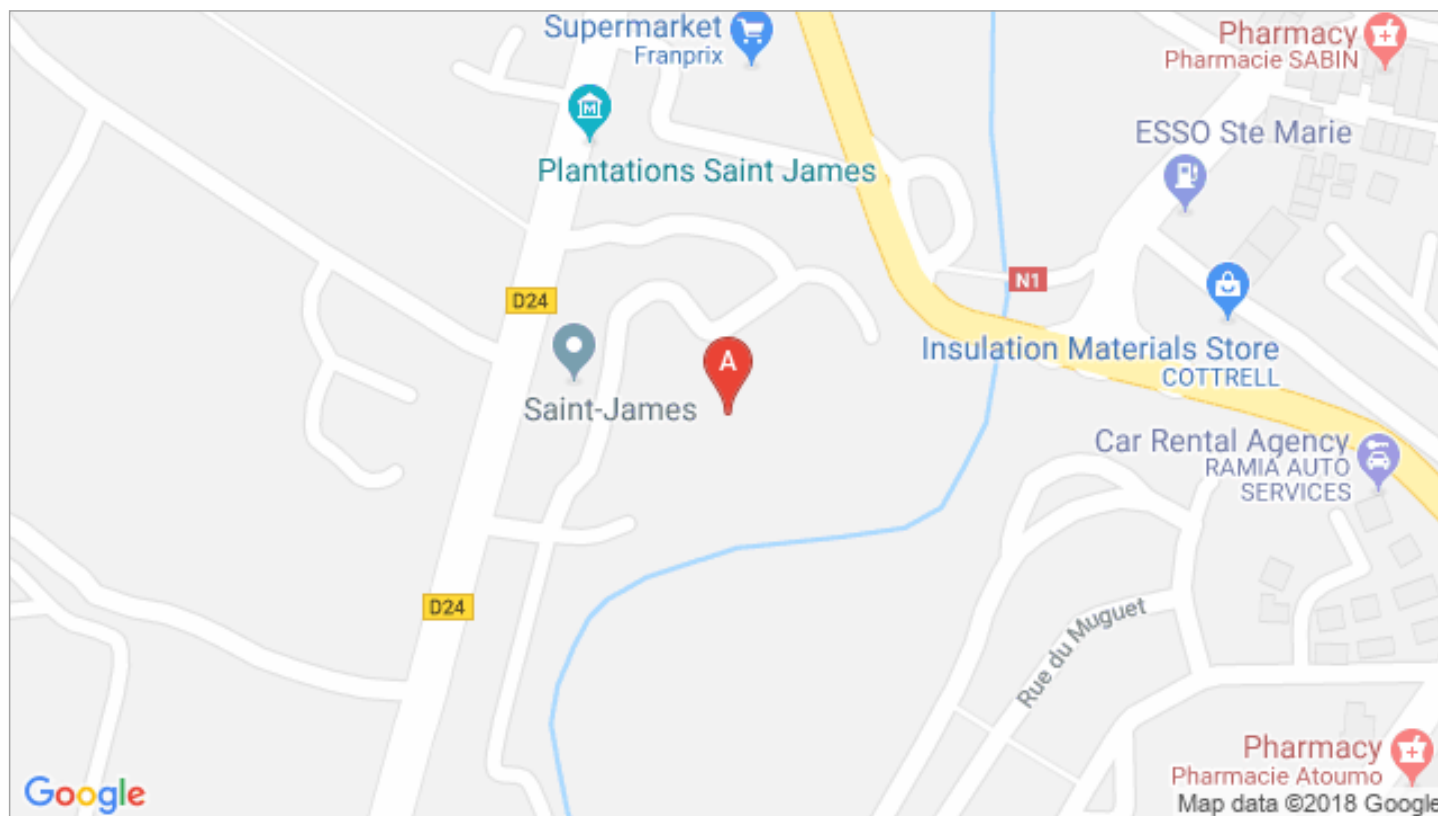 Supermarket
Franprix
Pharmacy
Pharmacie SABIN
M
Plantations Saint James
ESSO Ste Marie
N1
D24
Insulation Materials Store
COTTRELL
A
Saint-James
Car Rental Agency
RAMIA AUTO
SERVICES
D24
Rue du Muguet
Pharmacy
Pharmacie Atoumo
Google
Map data ©2018 Google